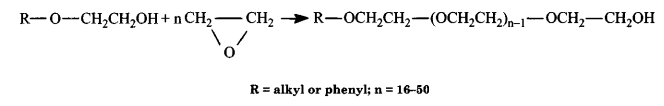 R—O—CH₂CH₂OH + n CH₂—CH₂ → R—OCH₂CH₂—(OCH₂CH₂)ₙ₋₁—OCH₂—CH₂OH
O
R = alkyl or phenyl; n = 16–50